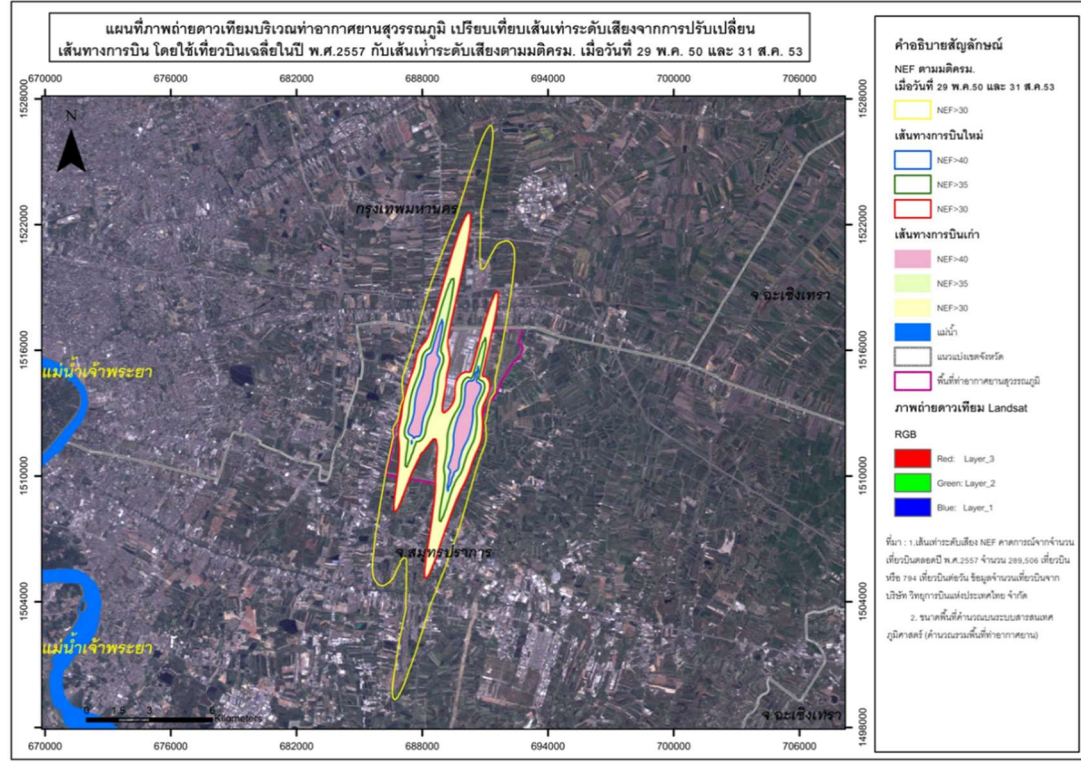 แผนที่ภาพถ่ายดาวเทียมบริเวณท่าอากาศยานสุวรรณภูมิ เปรียบเทียบเส้นเท่าระดับเสียงจากการปรับเปลี่ยน
เส้นทางการบิน โดยใช้เที่ยวบินเฉลี่ยในปี พ.ศ.2557 กับเส้นเท่าระดับเสียงตามมติครม. เมื่อวันที่ 29 พ.ค. 50 และ 31 ส.ค. 53
670000 676000 682000 688000 694000 700000 706000
1528000
1522000
1516000
1510000
1504000
1498000
N
กรุงเทพมหานคร
จ.ฉะเชิงเทรา
แม่น้ำเจ้าพระยา
จ.สมุทรปราการ
แม่น้ำเจ้าพระยา
จ.ฉะเชิงเทรา
0 1.5 3 6
Kilometers
1528000
1522000
1516000
1510000
1504000
1498000
670000 676000 682000 688000 694000 700000 706000
คำอธิบายสัญลักษณ์
NEF ตามมติครม.
เมื่อวันที่ 29 พ.ค.50 และ 31 ส.ค.53
NEF>30
เส้นทางการบินใหม่
NEF>40
NEF>35
NEF>30
เส้นทางการบินเก่า
NEF>40
NEF>35
NEF>30
แม่น้ำ
แนวแบ่งเขตจังหวัด
พื้นที่ท่าอากาศยานสุวรรณภูมิ
ภาพถ่ายดาวเทียม Landsat
RGB
Red: Layer_3
Green: Layer_2
Blue: Layer_1
ที่มา : 1.เส้นเท่าระดับเสียง NEF คาดการณ์จากจำนวน
เที่ยวบินตลอดปี พ.ศ.2557 จำนวน 289,506 เที่ยวบิน
หรือ 794 เที่ยวบินต่อวัน ข้อมูลจำนวนเที่ยวบินจาก
บริษัท วิทยุการบินแห่งประเทศไทย จำกัด
2. ขนาดพื้นที่คำนวณบนระบบสารสนเทศ
ภูมิศาสตร์ (คำนวณรวมพื้นที่ท่าอากาศยาน)